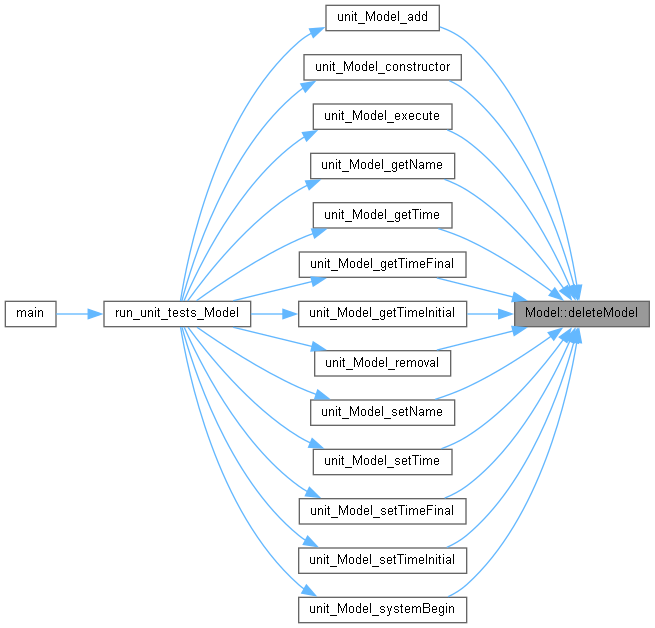 unit_Model_add
unit_Model_constructor
unit_Model_execute
unit_Model_getName
unit_Model_getTime
unit_Model_getTimeFinal
main
run_unit_tests_Model
unit_Model_getTimeInitial
Model::deleteModel
unit_Model_removal
unit_Model_setName
unit_Model_setTime
unit_Model_setTimeFinal
unit_Model_setTimeInitial
unit_Model_systemBegin